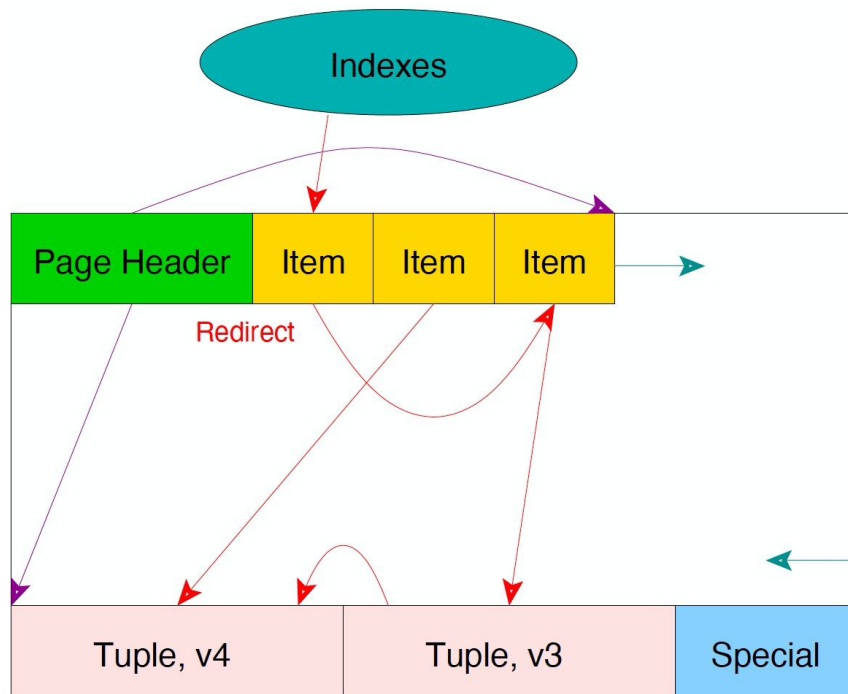 Indexes
Page Header
Item
Item
Item
Redirect
Tuple, v4
Tuple, v3
Special